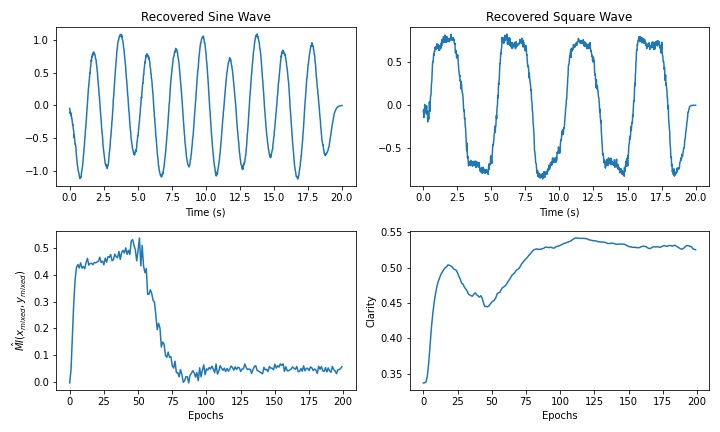 Recovered Sine Wave
1.0
0.5
0.0
−0.5
−1.0
0.0 2.5 5.0 7.5 10.0 12.5 15.0 17.5 20.0
Time (s)
Recovered Square Wave
0.5
0.0
−0.5
0.0 2.5 5.0 7.5 10.0 12.5 15.0 17.5 20.0
Time (s)
M̂I(x_mixed, y_mixed)
0.5
0.4
0.3
0.2
0.1
0.0
0 25 50 75 100 125 150 175 200
Epochs
Clarity
0.55
0.50
0.45
0.40
0.35
0 25 50 75 100 125 150 175 200
Epochs